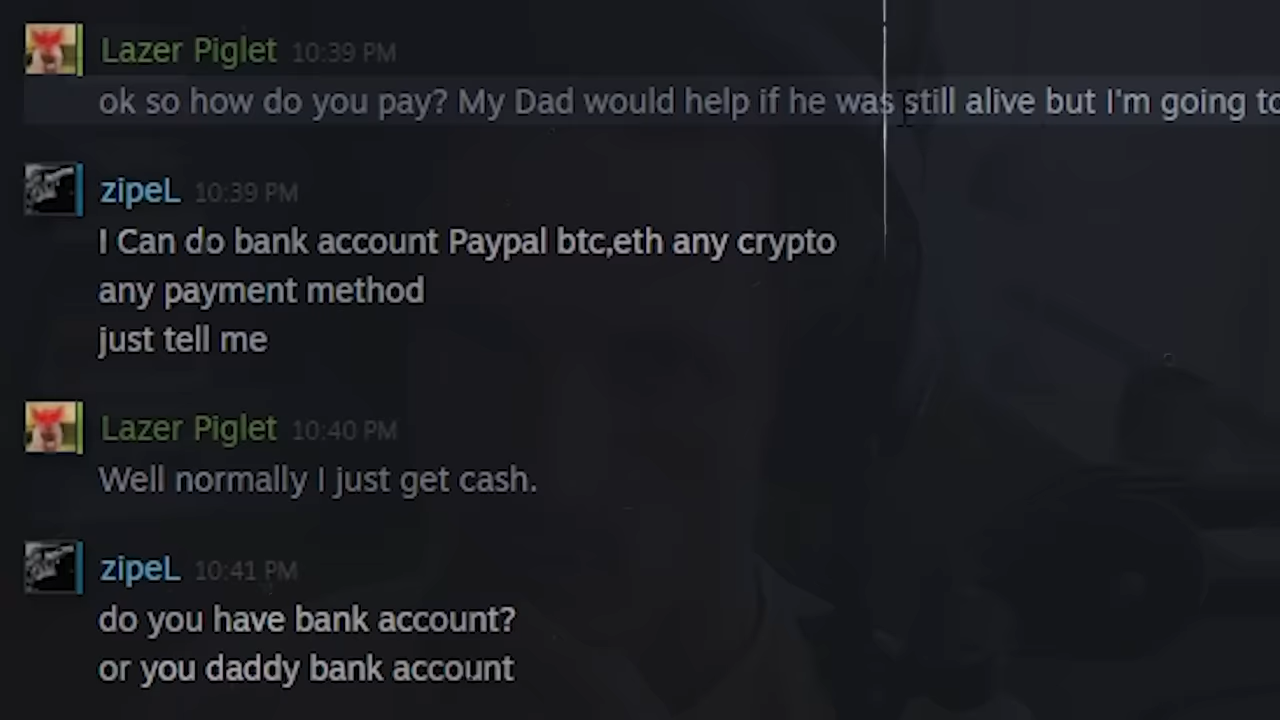 Lazer Piglet 10:39 PM
ok so how do you pay? My Dad would help if he was still alive but I'm going to
zipeL 10:39 PM
I Can do bank account Paypal btc,eth any crypto
any payment method
just tell me
Lazer Piglet 10:40 PM
Well normally I just get cash.
zipeL 10:41 PM
do you have bank account?
or you daddy bank account